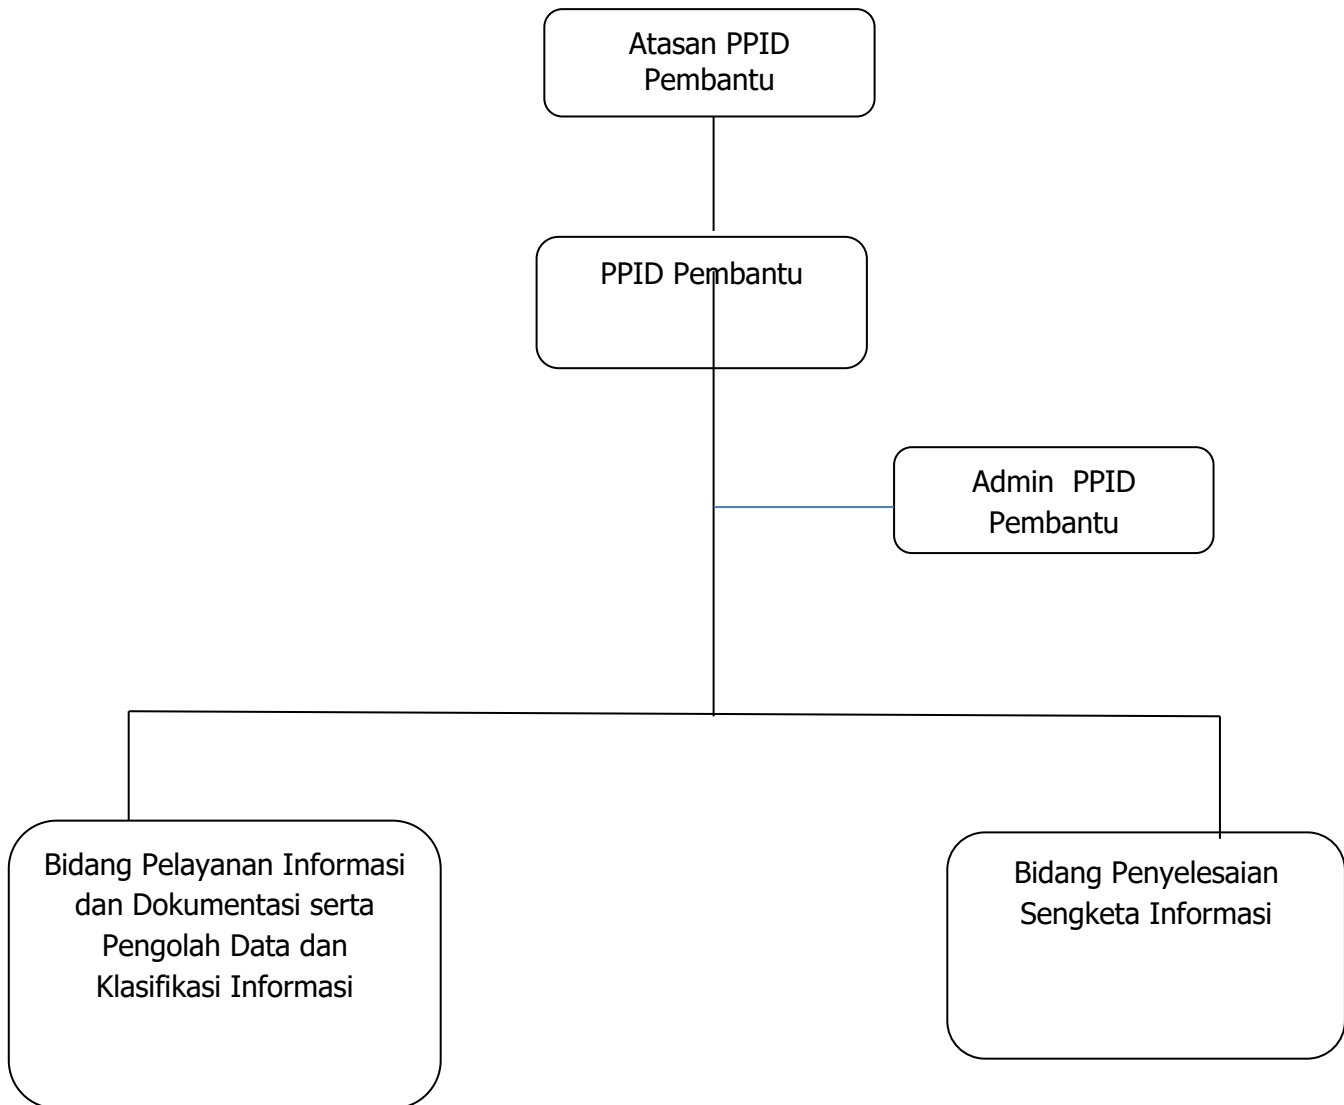 Atasan PPID
Pembantu
PPID Pembantu
Admin  PPID
Pembantu
Bidang Pelayanan Informasi
dan Dokumentasi serta
Pengolah Data dan
Klasifikasi Informasi
Bidang Penyelesaian
Sengketa Informasi